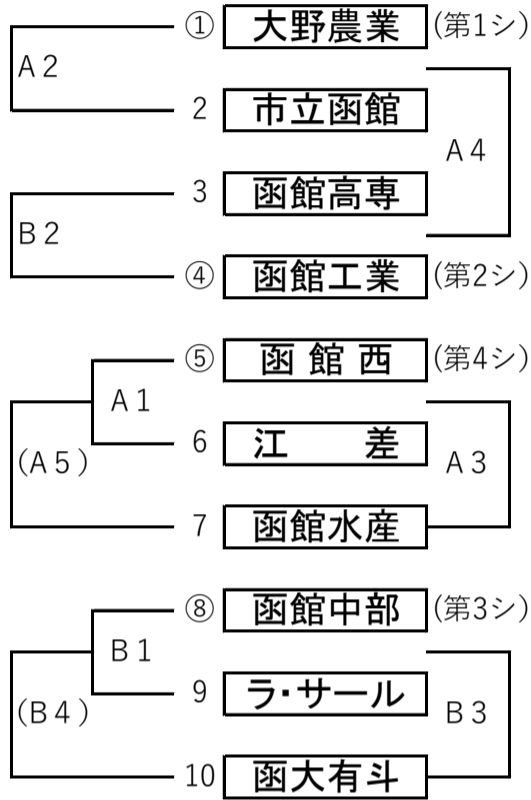 ① 大野農業 (第1シ)
A2
2 市立函館
A4
3 函館高専
B2
④ 函館工業 (第2シ)
⑤ 函館西 (第4シ)
A1
6 江　差
(A5)
A3
7 函館水産
⑧ 函館中部 (第3シ)
B1
9 ラ・サール
(B4)
B3
10 函大有斗